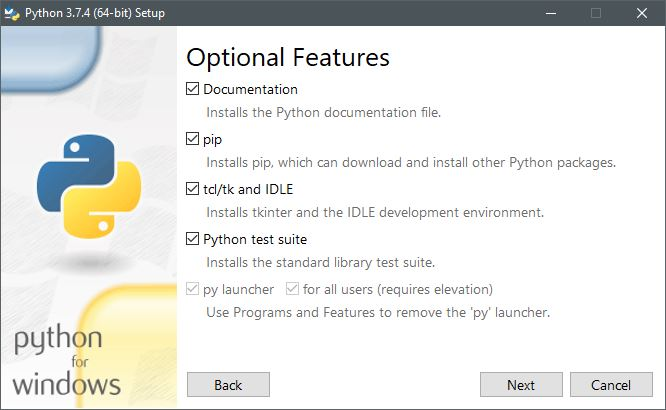 Python 3.7.4 (64-bit) Setup
Optional Features
Documentation
Installs the Python documentation file.
pip
Installs pip, which can download and install other Python packages.
tcl/tk and IDLE
Installs tkinter and the IDLE development environment.
Python test suite
Installs the standard library test suite.
py launcher for all users (requires elevation)
Use Programs and Features to remove the 'py' launcher.
python
for
windows
Back Next Cancel